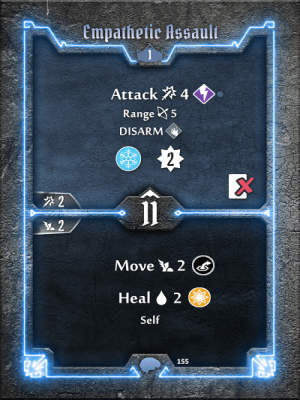 Empathetic Assault
1
Attack 4
Range 5
DISARM
2
2
11
2
Move 2
Heal 2
Self
155